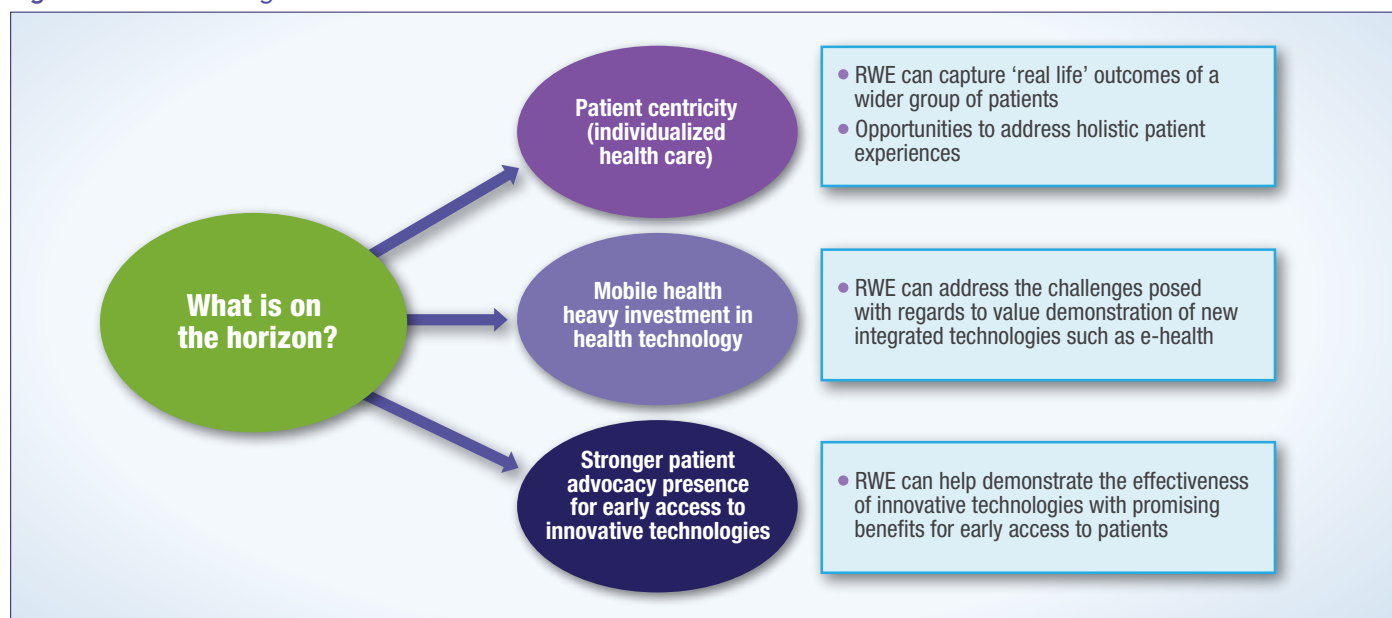 What is on
the horizon?
Patient centricity
(individualized
health care)
• RWE can capture ‘real life’ outcomes of a
wider group of patients
• Opportunities to address holistic patient
experiences
Mobile health
heavy investment in
health technology
• RWE can address the challenges posed
with regards to value demonstration of new
integrated technologies such as e-health
Stronger patient
advocacy presence
for early access to
innovative technologies
• RWE can help demonstrate the effectiveness
of innovative technologies with promising
benefits for early access to patients